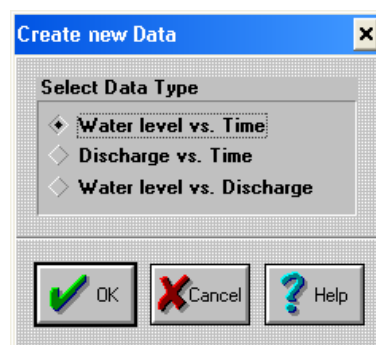 Create new Data
Select Data Type
Water level vs. Time
Discharge vs. Time
Water level vs. Discharge
OK
Cancel
Help